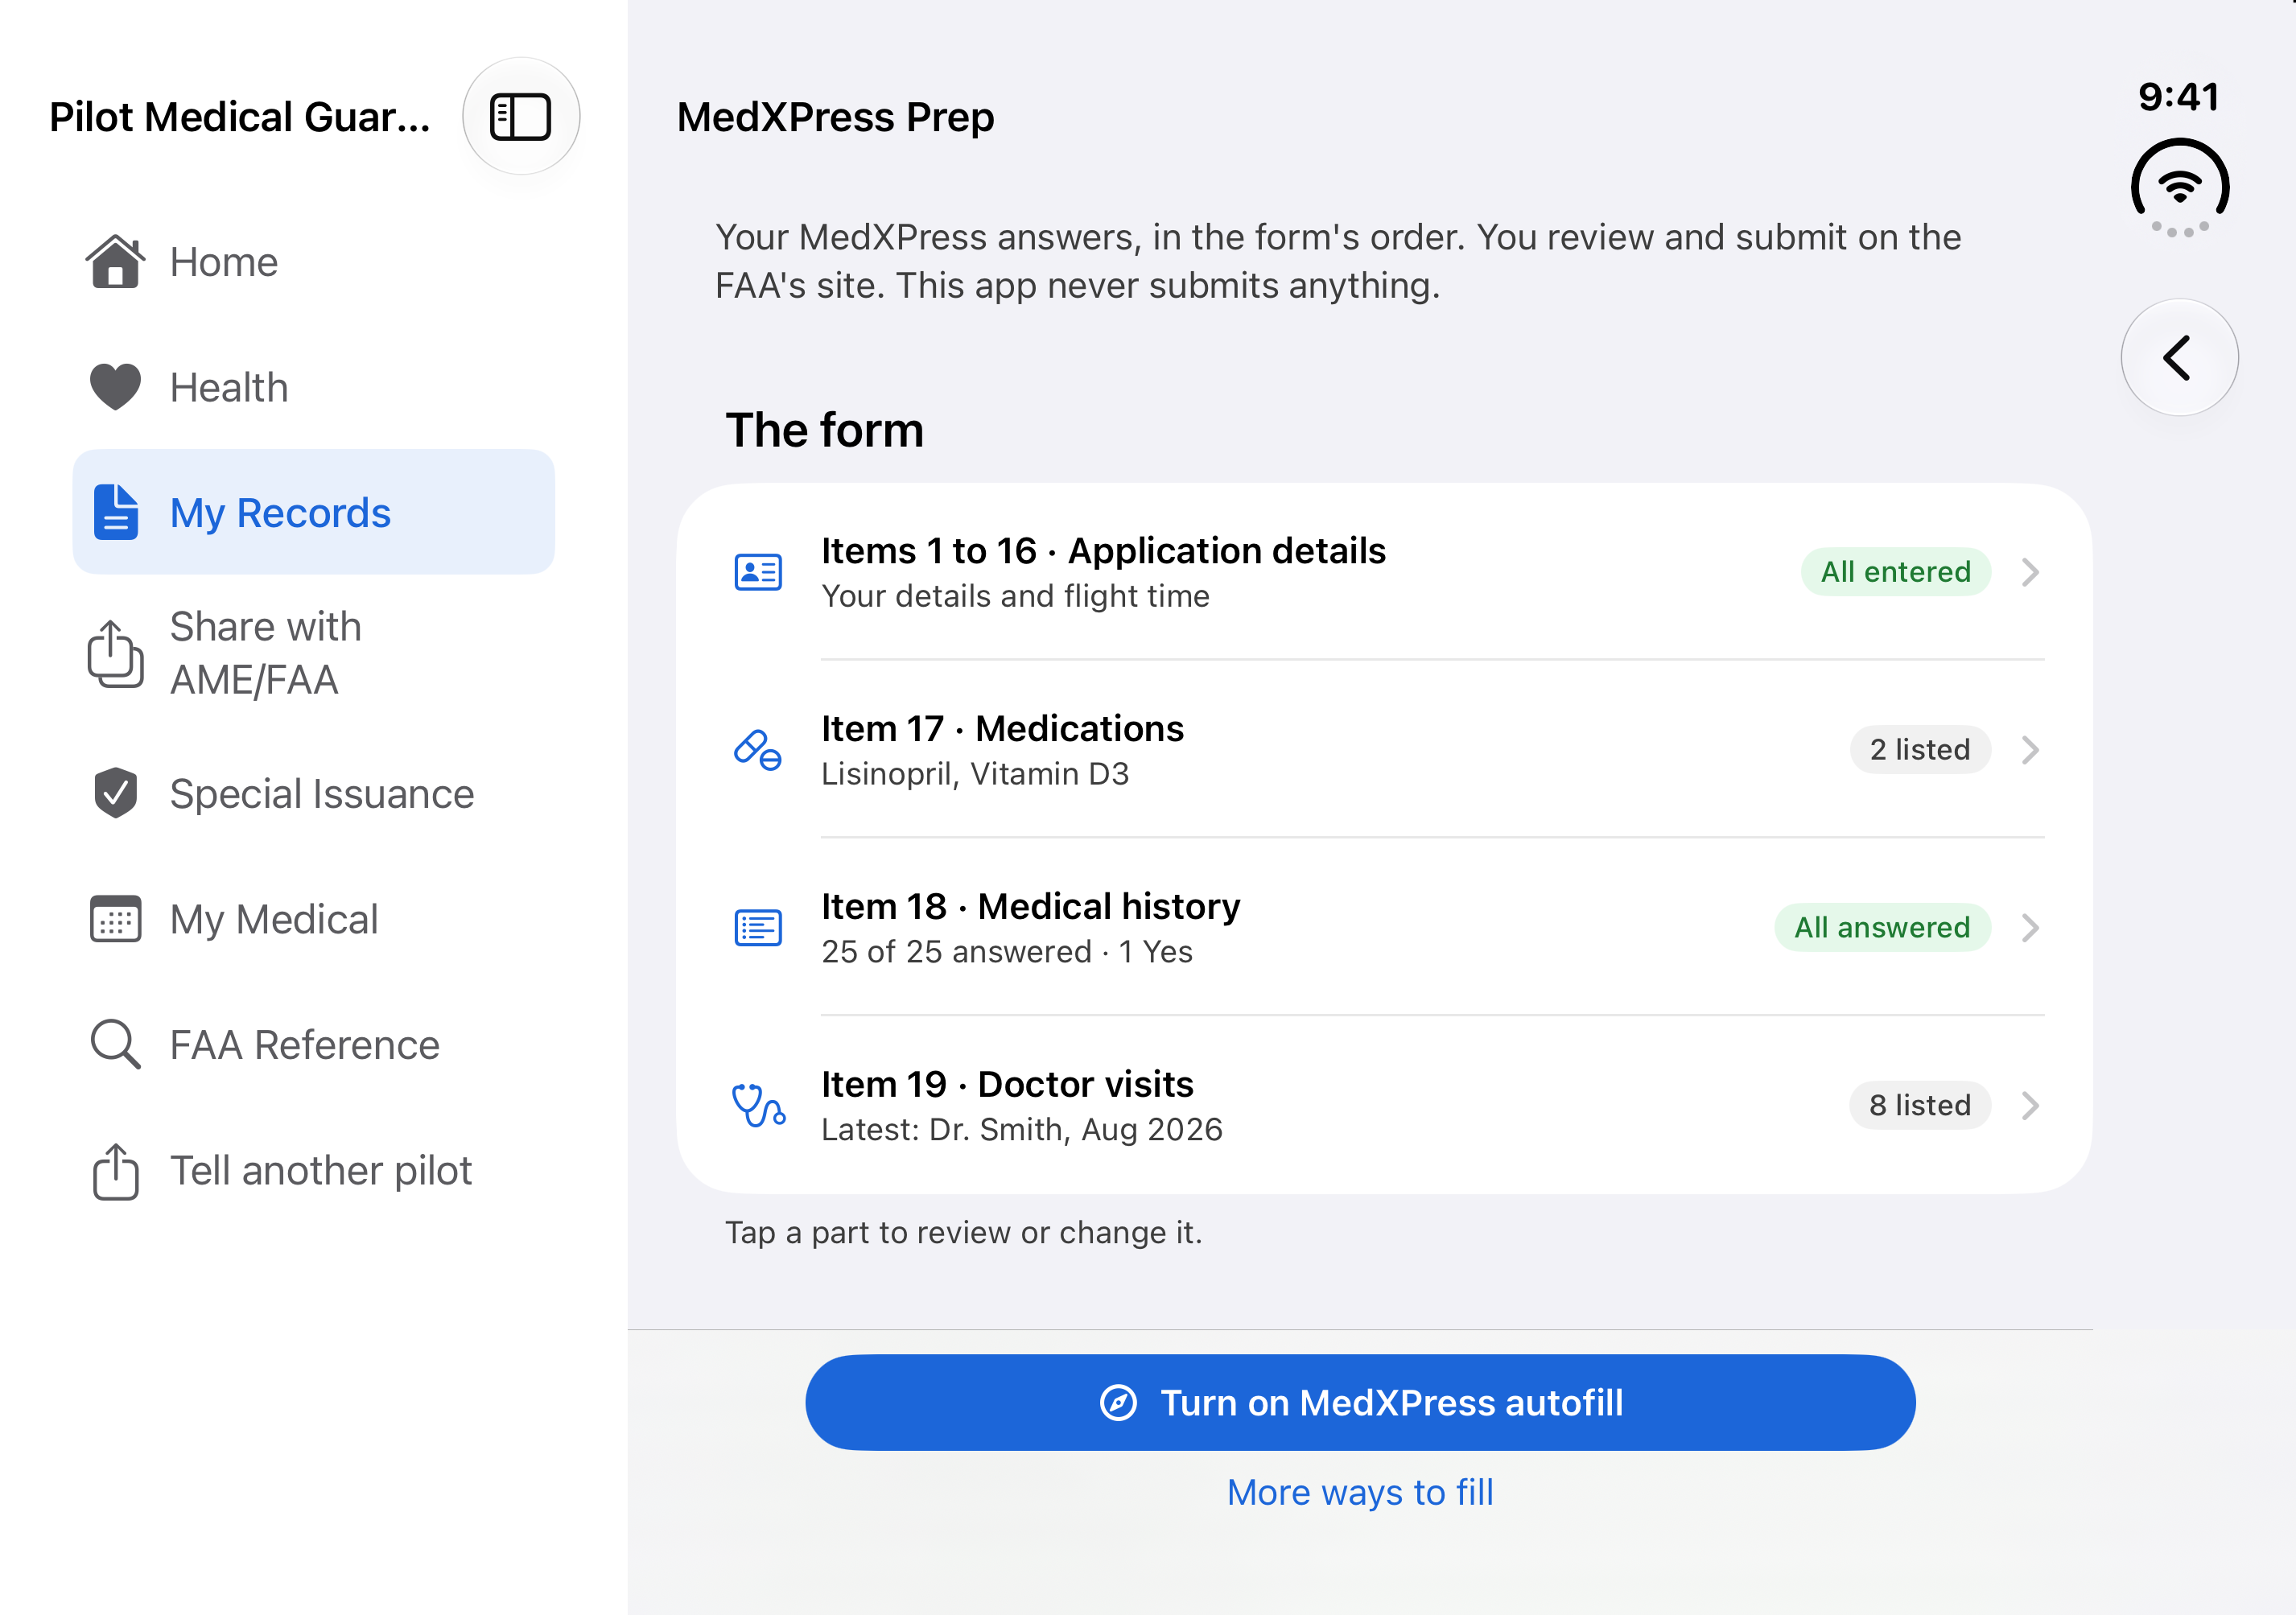 Pilot Medical Guar...
Home
Health
My Records
Share with
AME/FAA
Special Issuance
My Medical
FAA Reference
Tell another pilot
MedXPress Prep
9:41
Your MedXPress answers, in the form's order. You review and submit on the
FAA's site. This app never submits anything.
The form
Items 1 to 16 · Application details
Your details and flight time
All entered
Item 17 · Medications
Lisinopril, Vitamin D3
2 listed
Item 18 · Medical history
25 of 25 answered · 1 Yes
All answered
Item 19 · Doctor visits
Latest: Dr. Smith, Aug 2026
8 listed
Tap a part to review or change it.
Turn on MedXPress autofill
More ways to fill